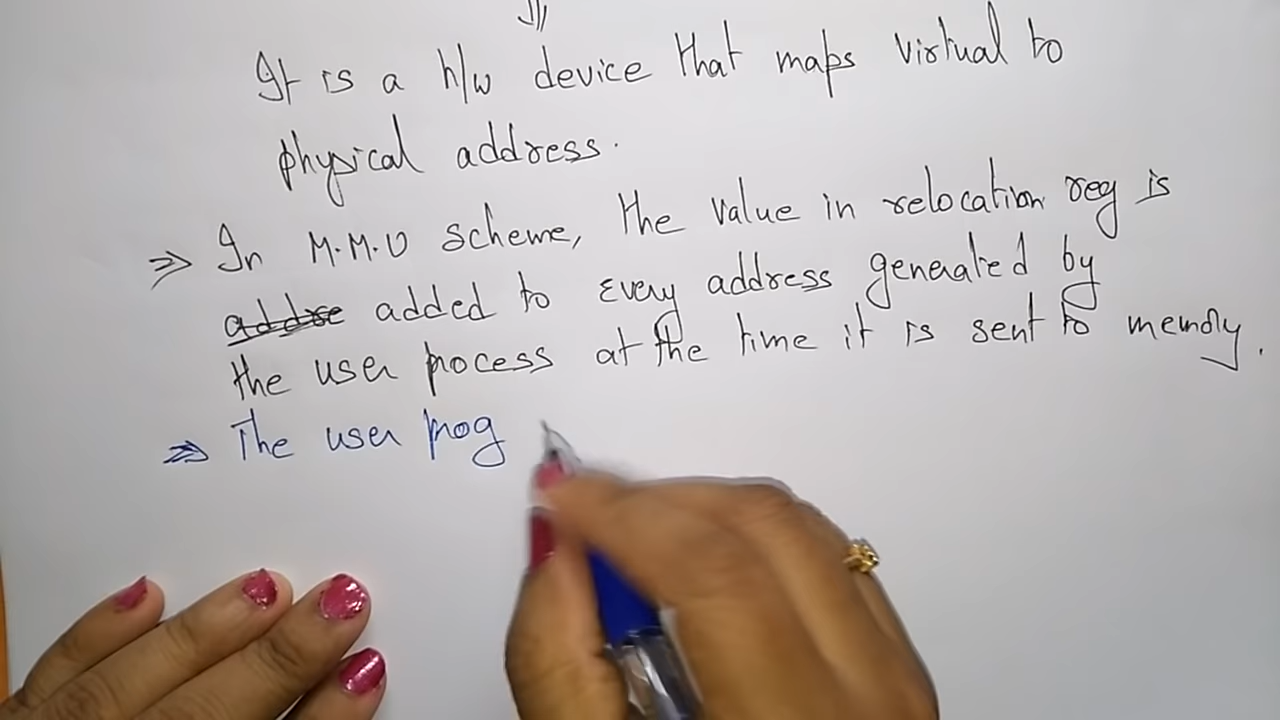 It is a h/w device that maps virtual to
physical address.
⇒ In M.M.U scheme, the value in relocation reg is
added to every address generated by
the user process at the time it is sent to memory.
⇒ The user prog